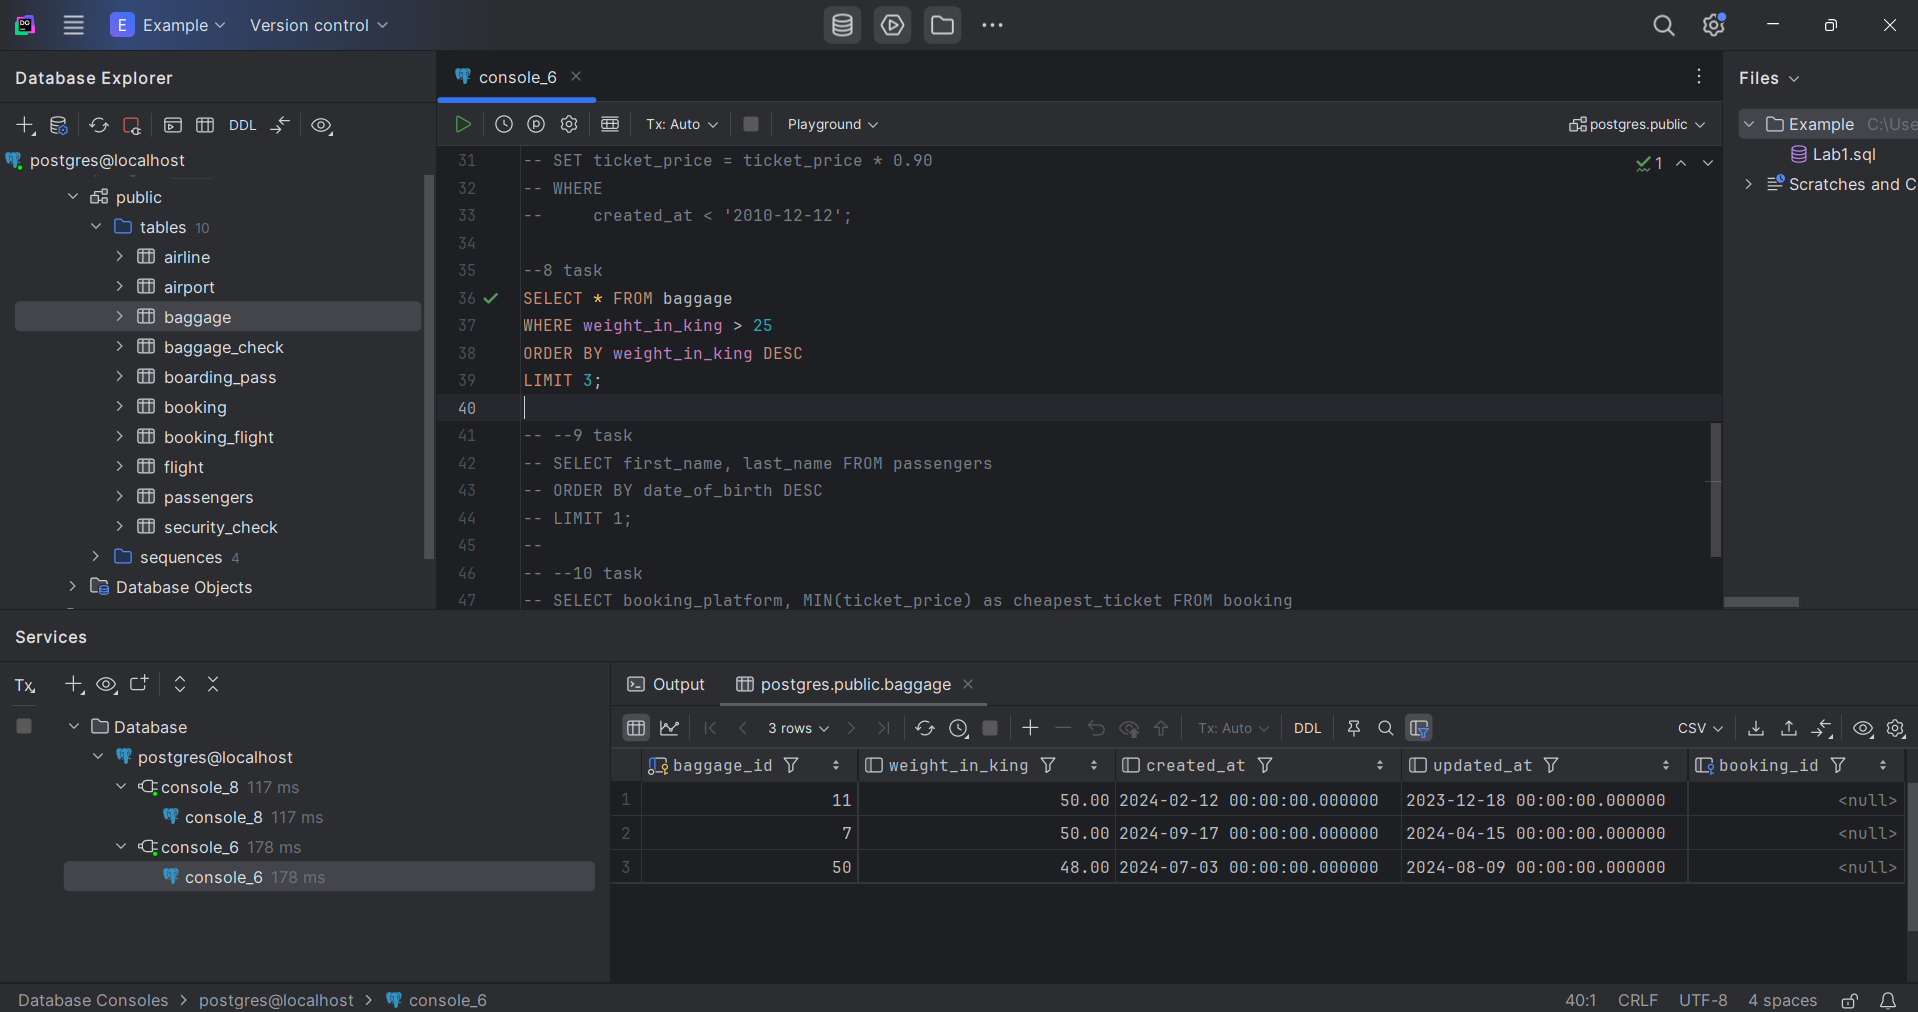 E Example Version control
Database Explorer
DDL
postgres@localhost
public
tables 10
airline
airport
baggage
baggage_check
boarding_pass
booking
booking_flight
flight
passengers
security_check
sequences 4
Database Objects
console_6
Tx: Auto Playground postgres.public
31 -- SET ticket_price = ticket_price * 0.90
32 -- WHERE
33 --     created_at < '2010-12-12';
34
35 --8 task
36 SELECT * FROM baggage
37 WHERE weight_in_king > 25
38 ORDER BY weight_in_king DESC
39 LIMIT 3;
40
41 -- --9 task
42 -- SELECT first_name, last_name FROM passengers
43 -- ORDER BY date_of_birth DESC
44 -- LIMIT 1;
45 --
46 -- --10 task
47 -- SELECT booking_platform, MIN(ticket_price) as cheapest_ticket FROM booking
1
Files
Example C:\Use
Lab1.sql
Scratches and C
Services
Tx
Database
postgres@localhost
console_8 117 ms
console_8 117 ms
console_6 178 ms
console_6 178 ms
Output postgres.public.baggage
3 rows Tx: Auto DDL CSV
baggage_id weight_in_king created_at updated_at booking_id
1 11 50.00 2024-02-12 00:00:00.000000 2023-12-18 00:00:00.000000 <null>
2 7 50.00 2024-09-17 00:00:00.000000 2024-04-15 00:00:00.000000 <null>
3 50 48.00 2024-07-03 00:00:00.000000 2024-08-09 00:00:00.000000 <null>
Database Consoles > postgres@localhost > console_6
40:1 CRLF UTF-8 4 spaces